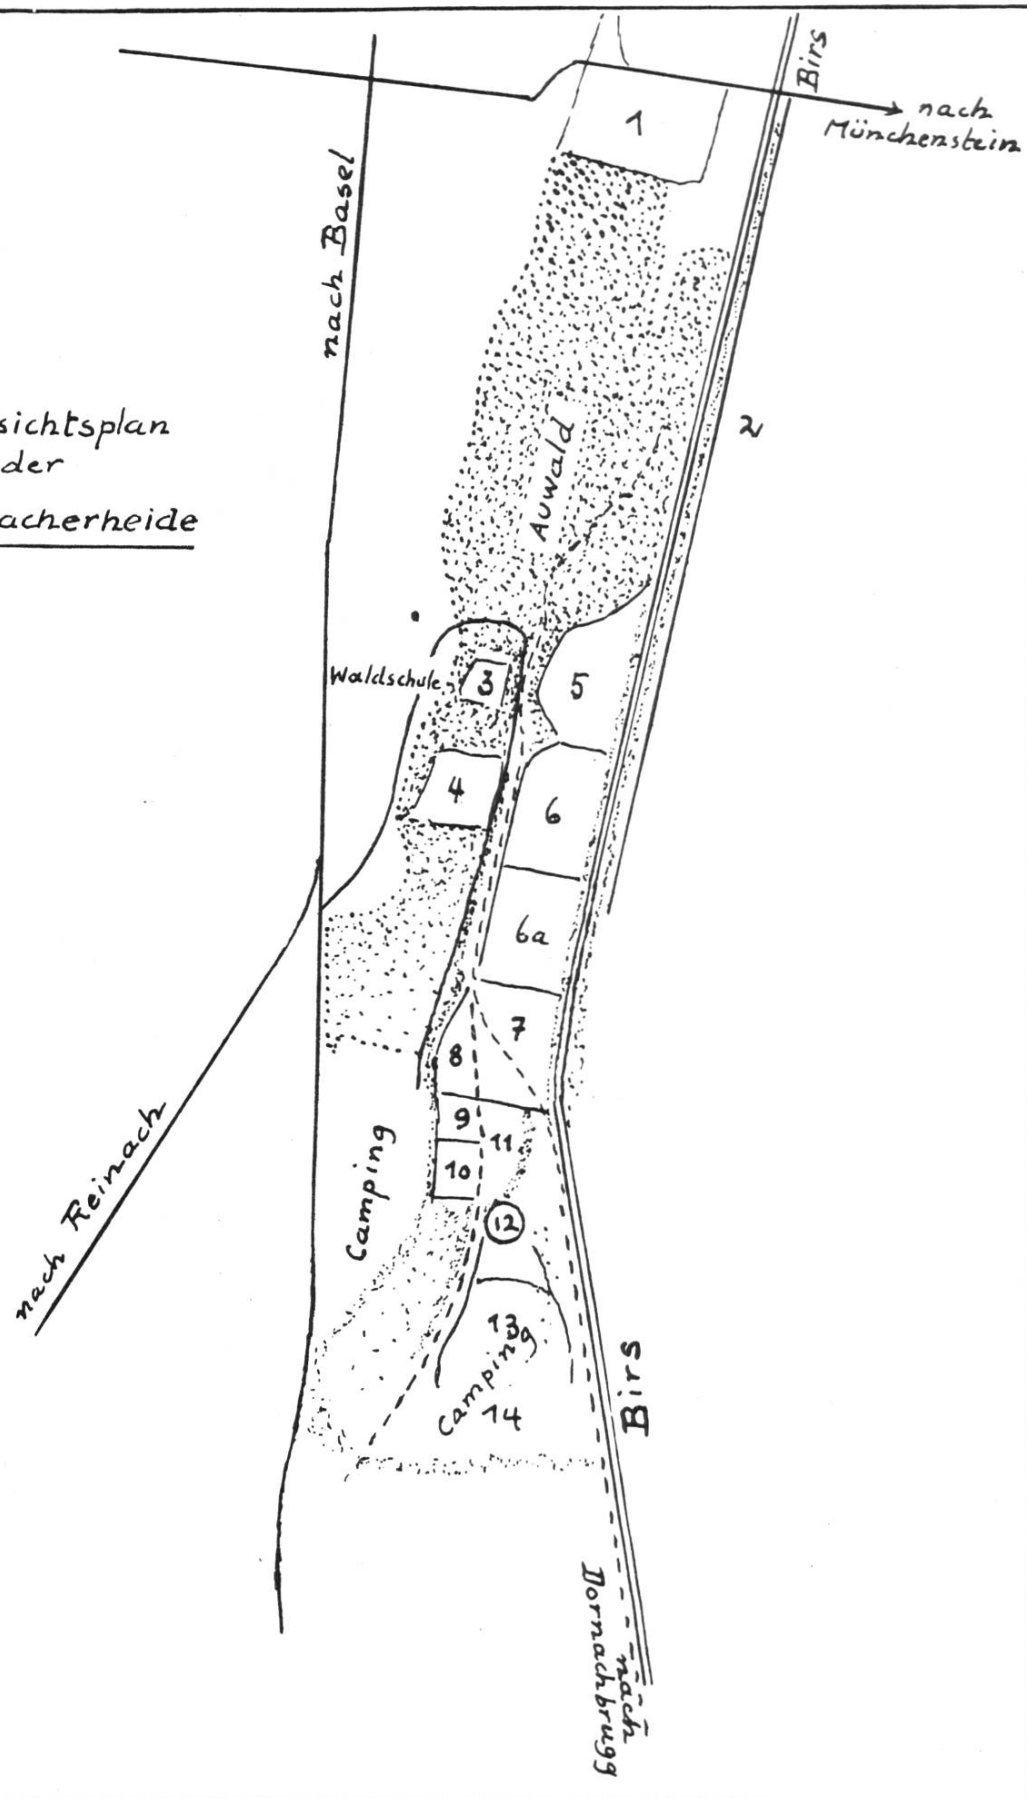 Birs
nach
Münchenstein
1
nach Basel
sichtsplan
der
acherheide
2
Auwald
Waldschule
3
5
4
6
6a
7
8
9
11
10
nach Reinach
Camping
12
13
Camping
14
Birs
nach
Dornachbrugg